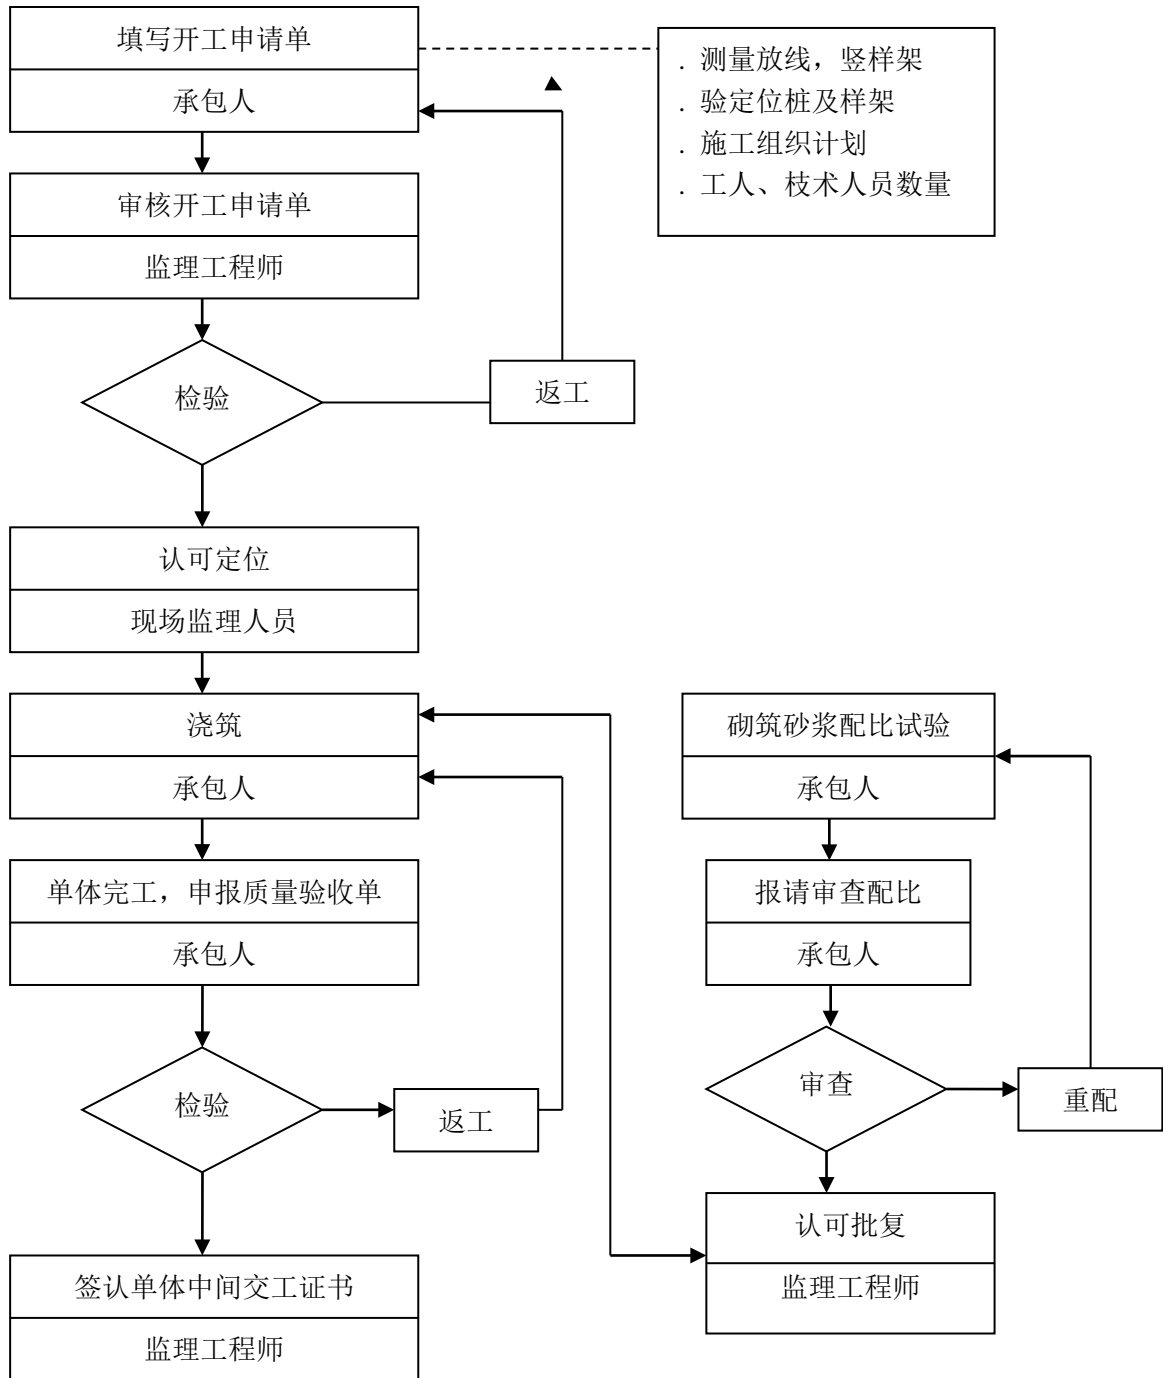 填写开工申请单
承包人
. 测量放线，竖样架
. 验定位桩及样架
. 施工组织计划
. 工人、枝术人员数量
审核开工申请单
监理工程师
检验
返工
认可定位
现场监理人员
浇筑
承包人
单体完工，申报质量验收单
承包人
检验
返工
签认单体中间交工证书
监理工程师
砌筑砂浆配比试验
承包人
报请审查配比
承包人
审查
重配
认可批复
监理工程师